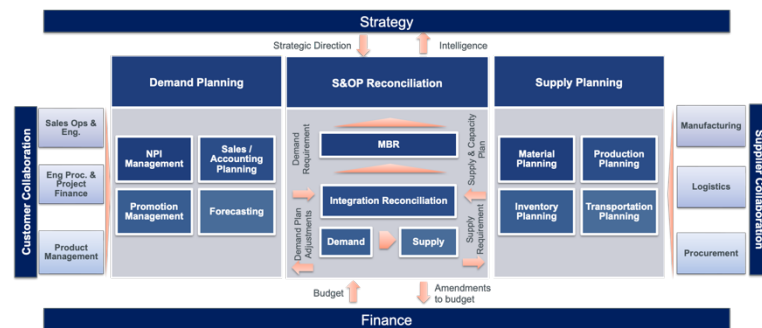 Strategy
Strategic Direction
Intelligence
Demand Planning
S&OP Reconciliation
Supply Planning
Customer Collaboration
Sales Ops &
Eng.
Eng Proc. &
Project
Finance
Product
Management
NPI
Management
Sales /
Accounting
Planning
Promotion
Management
Forecasting
Demand
Requirement
MBR
Supply & Capacity
Plan
Integration Reconciliation
Demand Plan
Adjustments
Demand
Supply
Supply
Requirement
Material
Planning
Production
Planning
Inventory
Planning
Transportation
Planning
Manufacturing
Logistics
Procurement
Supplier Collaboration
Budget
Amendments
to budget
Finance